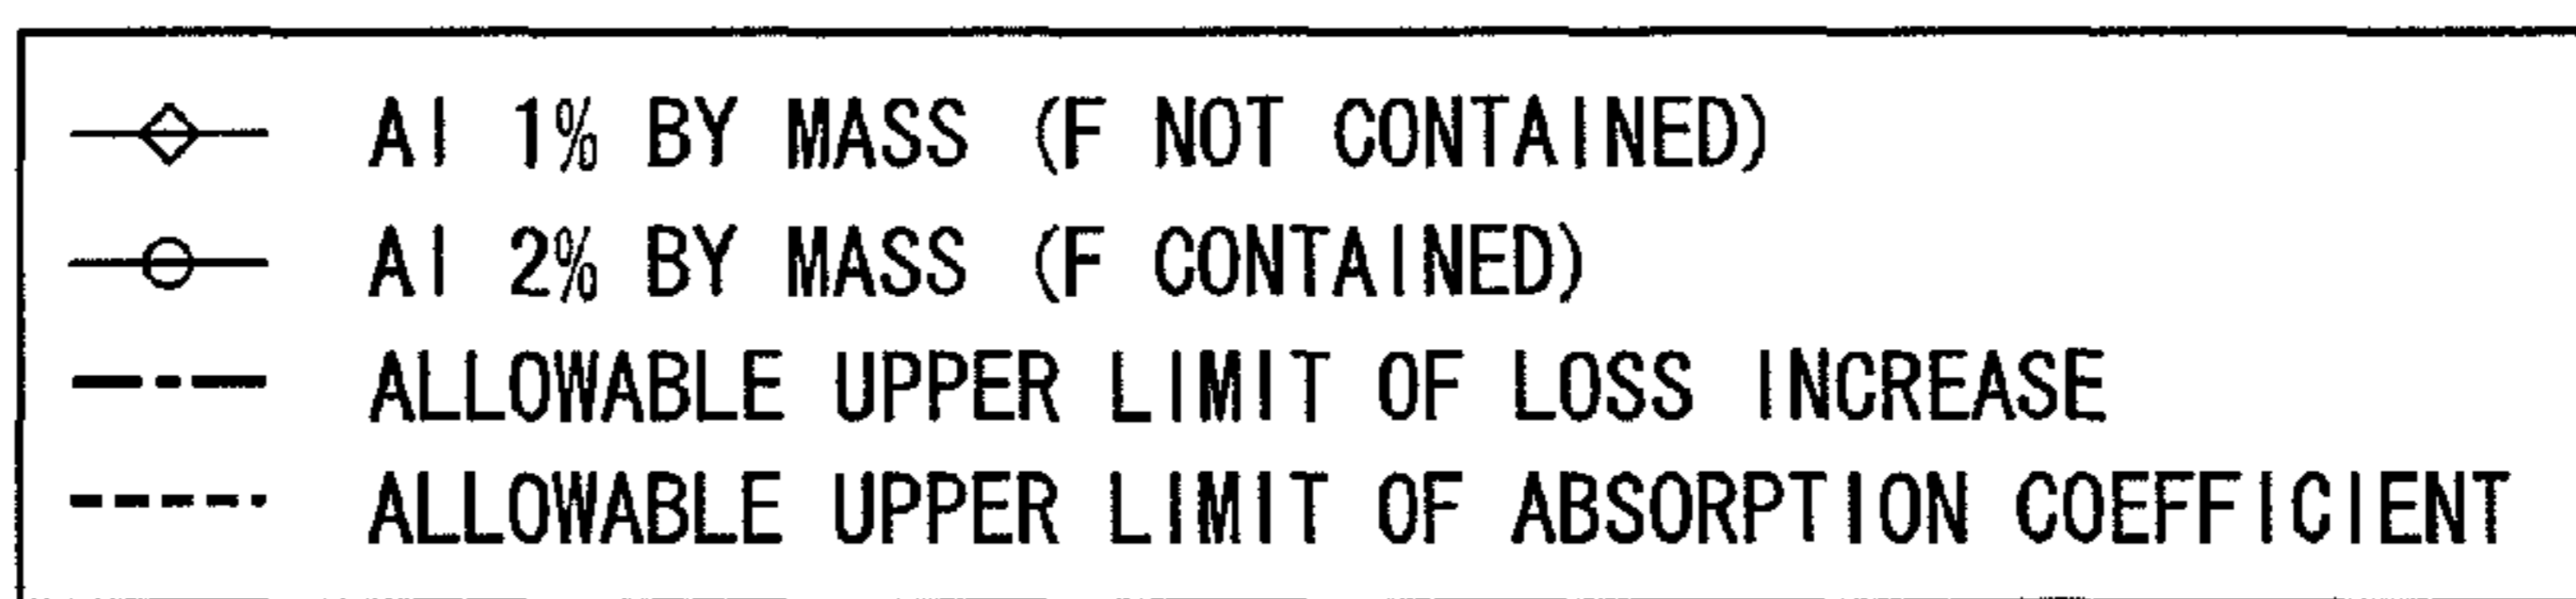 Al 1% BY MASS (F NOT CONTAINED)
Al 2% BY MASS (F CONTAINED)
ALLOWABLE UPPER LIMIT OF LOSS INCREASE
ALLOWABLE UPPER LIMIT OF ABSORPTION COEFFICIENT